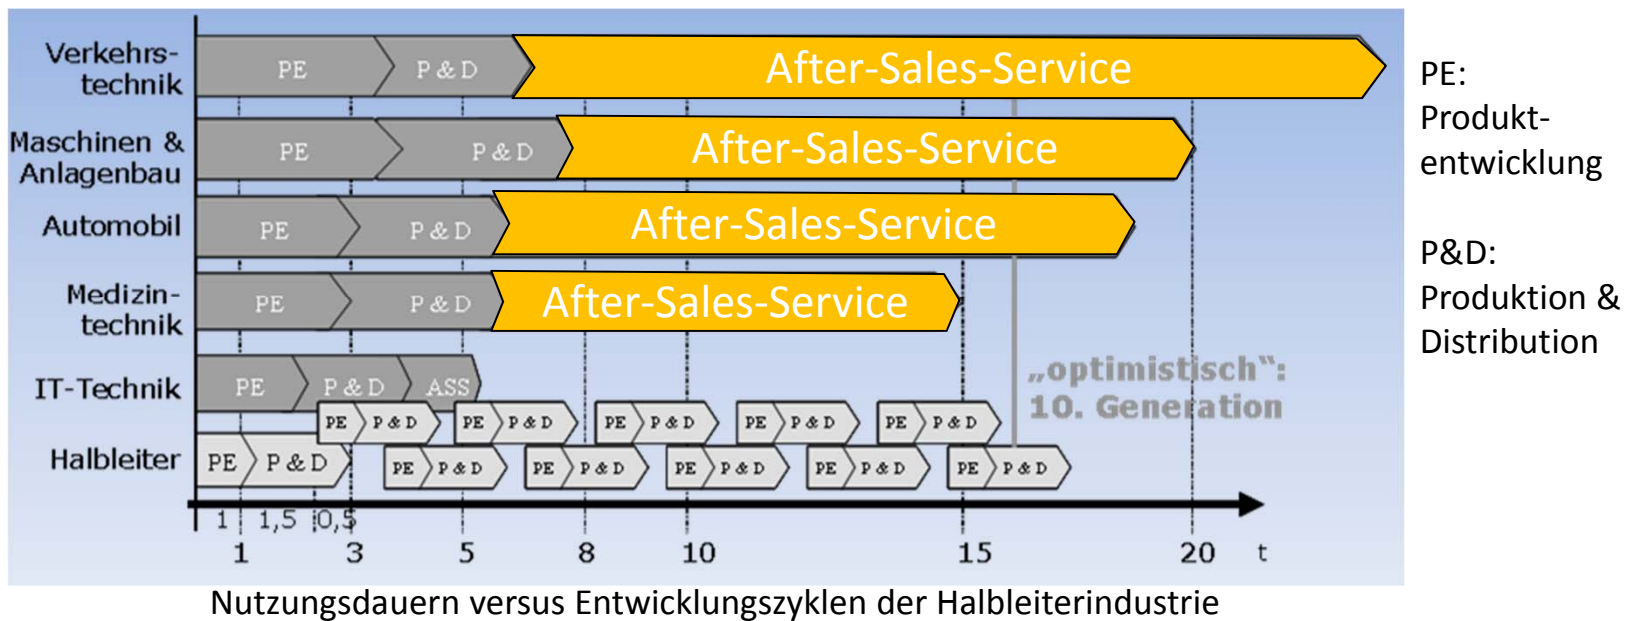 Verkehrs-
technik
PE
P & D
After-Sales-Service
Maschinen &
Anlagenbau
PE
P & D
After-Sales-Service
Automobil
PE
P & D
After-Sales-Service
Medizin-
technik
PE
P & D
After-Sales-Service
IT-Technik
PE
P & D
ASS
„optimistisch“:
10. Generation
PE P & D PE P & D PE P & D PE P & D PE P & D
Halbleiter
PE P & D PE P & D PE P & D PE P & D PE P & D PE P & D
1 1,5 0,5
1 3 5 8 10 15 20 t
PE:
Produkt-
entwicklung
P&D:
Produktion &
Distribution
Nutzungsdauern versus Entwicklungszyklen der Halbleiterindustrie